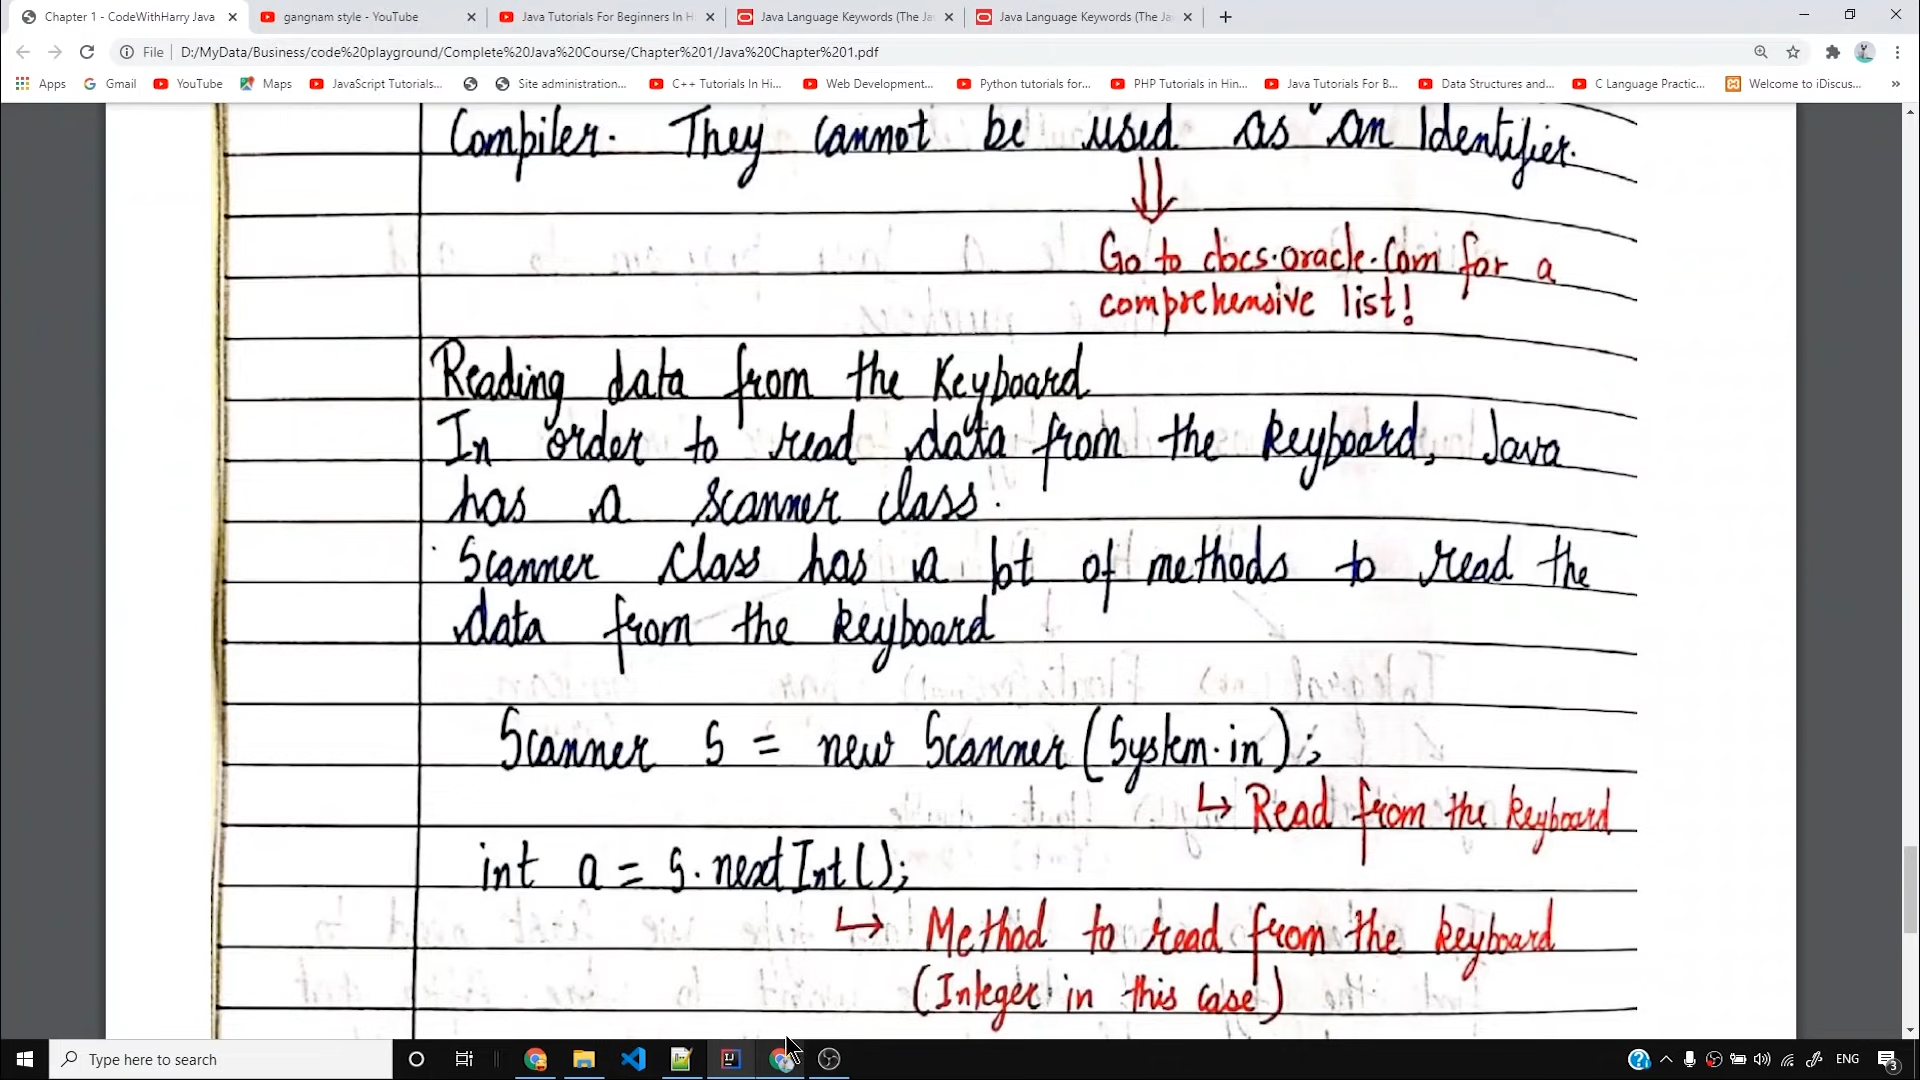 Chapter 1 - CodeWithHarry Java
gangnam style - YouTube
Java Tutorials For Beginners In H
Java Language Keywords (The Ja
Java Language Keywords (The Ja
File | D:/MyData/Business/code%20playground/Complete%20Java%20Course/Chapter%201/Java%20Chapter%201.pdf
Apps Gmail YouTube Maps JavaScript Tutorials... Site administration... C++ Tutorials In Hi... Web Development... Python tutorials for... PHP Tutorials in Hin... Java Tutorials For B... Data Structures and... C Language Practic... Welcome to iDiscus... »
Compiler. They cannot be used as an Identifier.
Go to docs.oracle.com for a
comprehensive list!
Reading data from the Keyboard
In order to read data from the keyboard, Java
has a scanner class.
Scanner class has a lot of methods to read the
data from the keyboard
Scanner S = new Scanner (System.in);
↳ Read from the keyboard
int a = S.nextInt();
↳ Method to read from the keyboard
(Integer in this case)
Type here to search
ENG
3